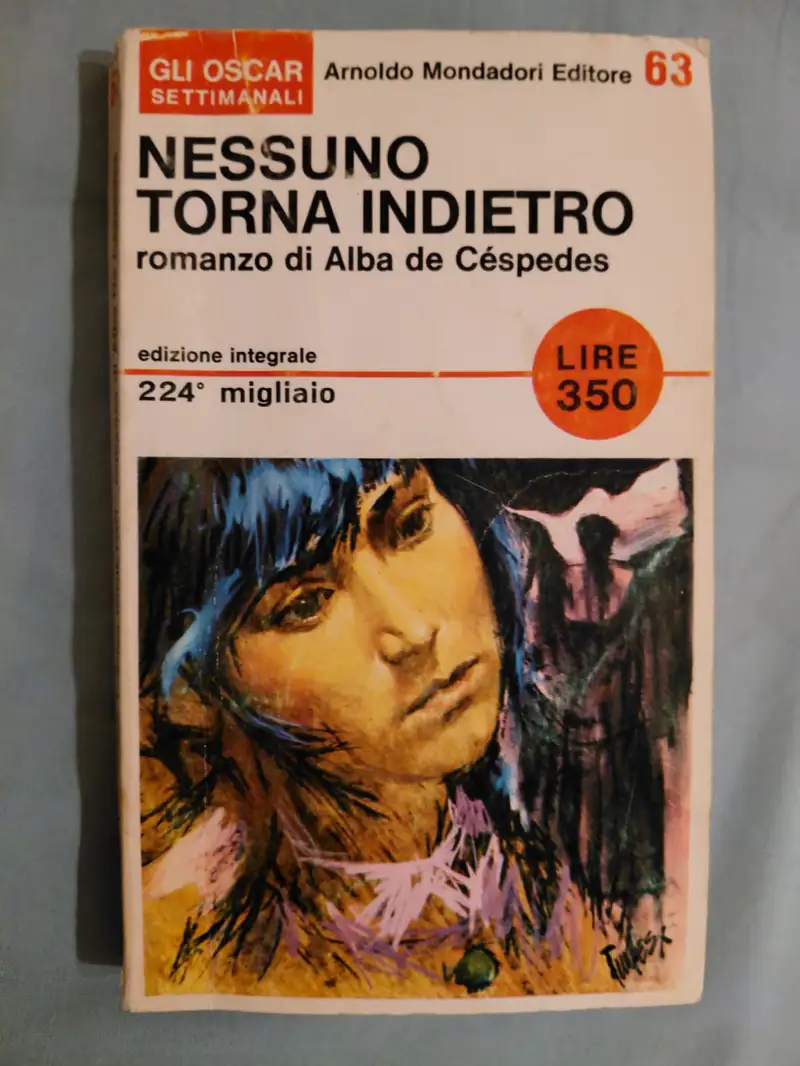 GLI OSCAR
SETTIMANALI
Arnoldo Mondadori Editore 63
NESSUNO
TORNA INDIETRO
romanzo di Alba de Céspedes
edizione integrale
224° migliaio
LIRE
350